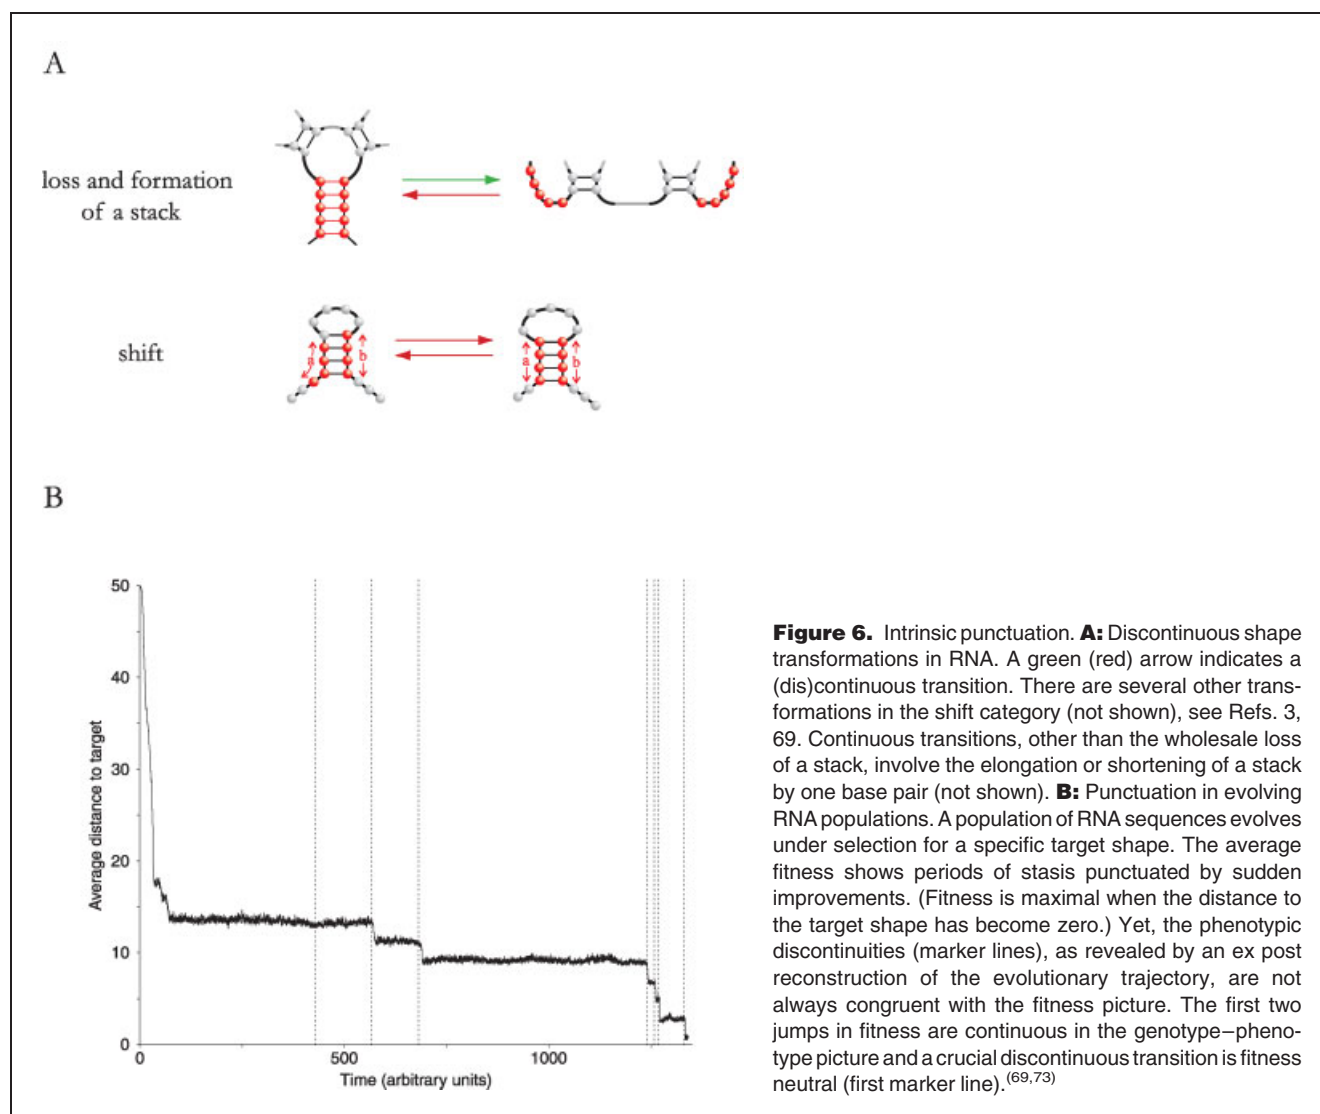 A
loss and formation
of a stack
a
b
a
b
shift
B
50
40
30
20
10
0
Average distance to target
0
500
1000
Time (arbitrary units)
Figure 6. Intrinsic punctuation. A: Discontinuous shape
transformations in RNA. A green (red) arrow indicates a
(dis)continuous transition. There are several other trans-
formations in the shift category (not shown), see Refs. 3,
69. Continuous transitions, other than the wholesale loss
of a stack, involve the elongation or shortening of a stack
by one base pair (not shown). B: Punctuation in evolving
RNA populations. A population of RNA sequences evolves
under selection for a specific target shape. The average
fitness shows periods of stasis punctuated by sudden
improvements. (Fitness is maximal when the distance to
the target shape has become zero.) Yet, the phenotypic
discontinuities (marker lines), as revealed by an ex post
reconstruction of the evolutionary trajectory, are not
always congruent with the fitness picture. The first two
jumps in fitness are continuous in the genotype–pheno-
type picture and a crucial discontinuous transition is fitness
neutral (first marker line).(69,73)